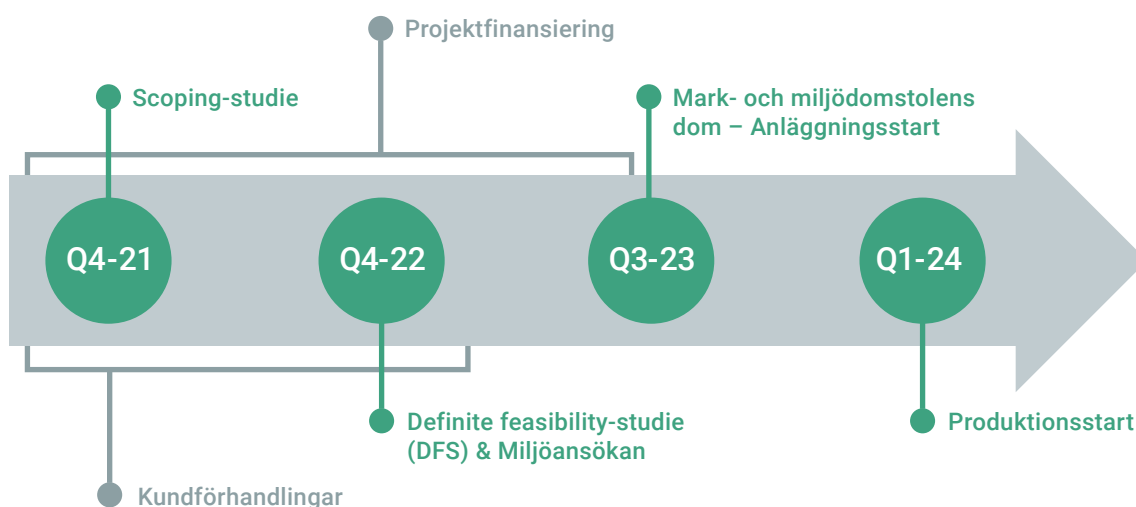 Projektfinansiering
Scoping-studie
Mark- och miljödomstolens
dom – Anläggningsstart
Q4-21
Q4-22
Q3-23
Q1-24
Definite feasibility-studie
(DFS) & Miljöansökan
Produktionsstart
Kundförhandlingar